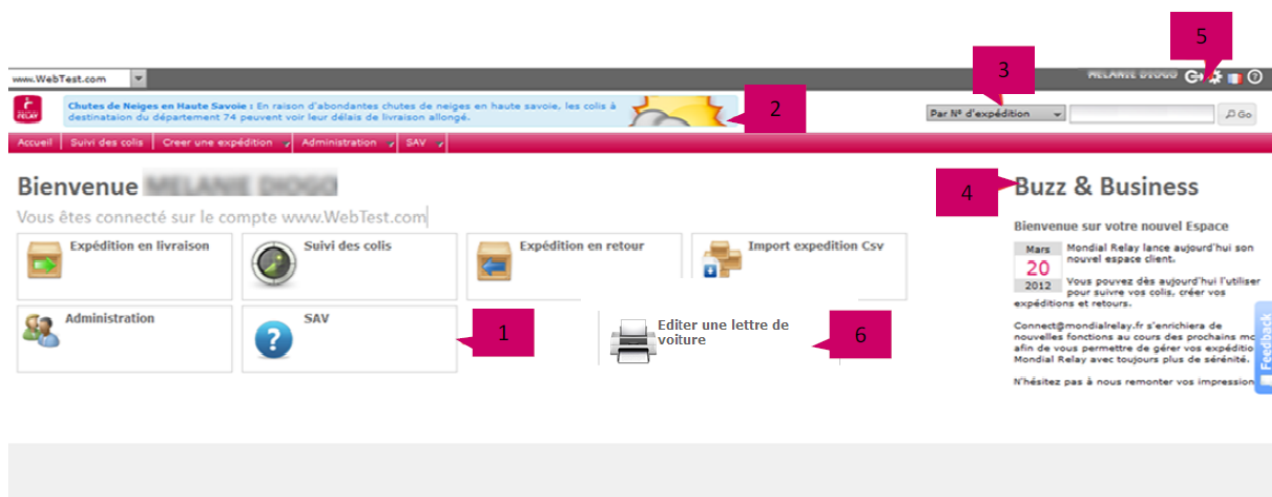 5
3
www.WebTest.com
MELANIE DIOGO
RELAY
Chutes de Neiges en Haute Savoie : En raison d'abondantes chutes de neiges en haute savoie, les colis à
destinataion du département 74 peuvent voir leur délais de livraison allongé.
2
Par N° d'expédition
Go
Accueil
Suivi des colis
Creer une expédition
Administration
SAV
Bienvenue MELANIE DIOGO
4
Buzz & Business
Vous êtes connecté sur le compte www.WebTest.com
Bienvenue sur votre nouvel Espace
Expédition en livraison
Suivi des colis
Expédition en retour
Import expedition Csv
Mars
20
2012
Mondial Relay lance aujourd'hui son
nouvel espace client.
Vous pouvez dès aujourd'hui l'utiliser
pour suivre vos colis, créer vos
expéditions et retours.
Administration
SAV
1
Editer une lettre de
voiture
6
Connect@mondialrelay.fr s'enrichiera de
nouvelles fonctions au cours des prochains mo
afin de vous permettre de gérer vos expéditio
Mondial Relay avec toujours plus de sérénité.
N'hésitez pas à nous remonter vos impression
Feedback